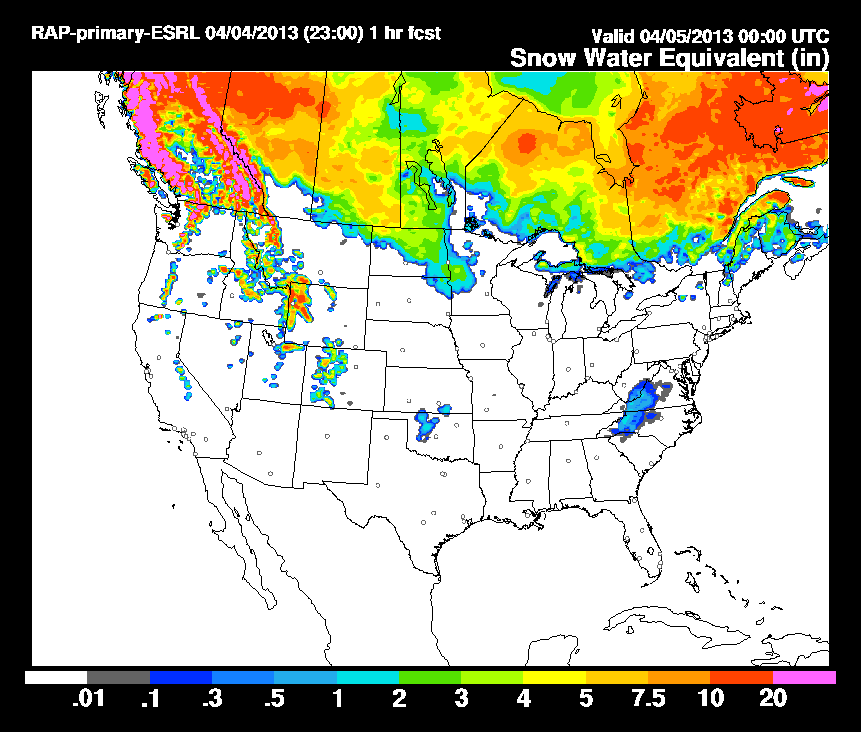 RAP-primary-ESRL 04/04/2013 (23:00) 1 hr fcst
Valid 04/05/2013 00:00 UTC
Snow Water Equivalent (in)
.01 .1 .3 .5 1 2 3 4 5 7.5 10 20